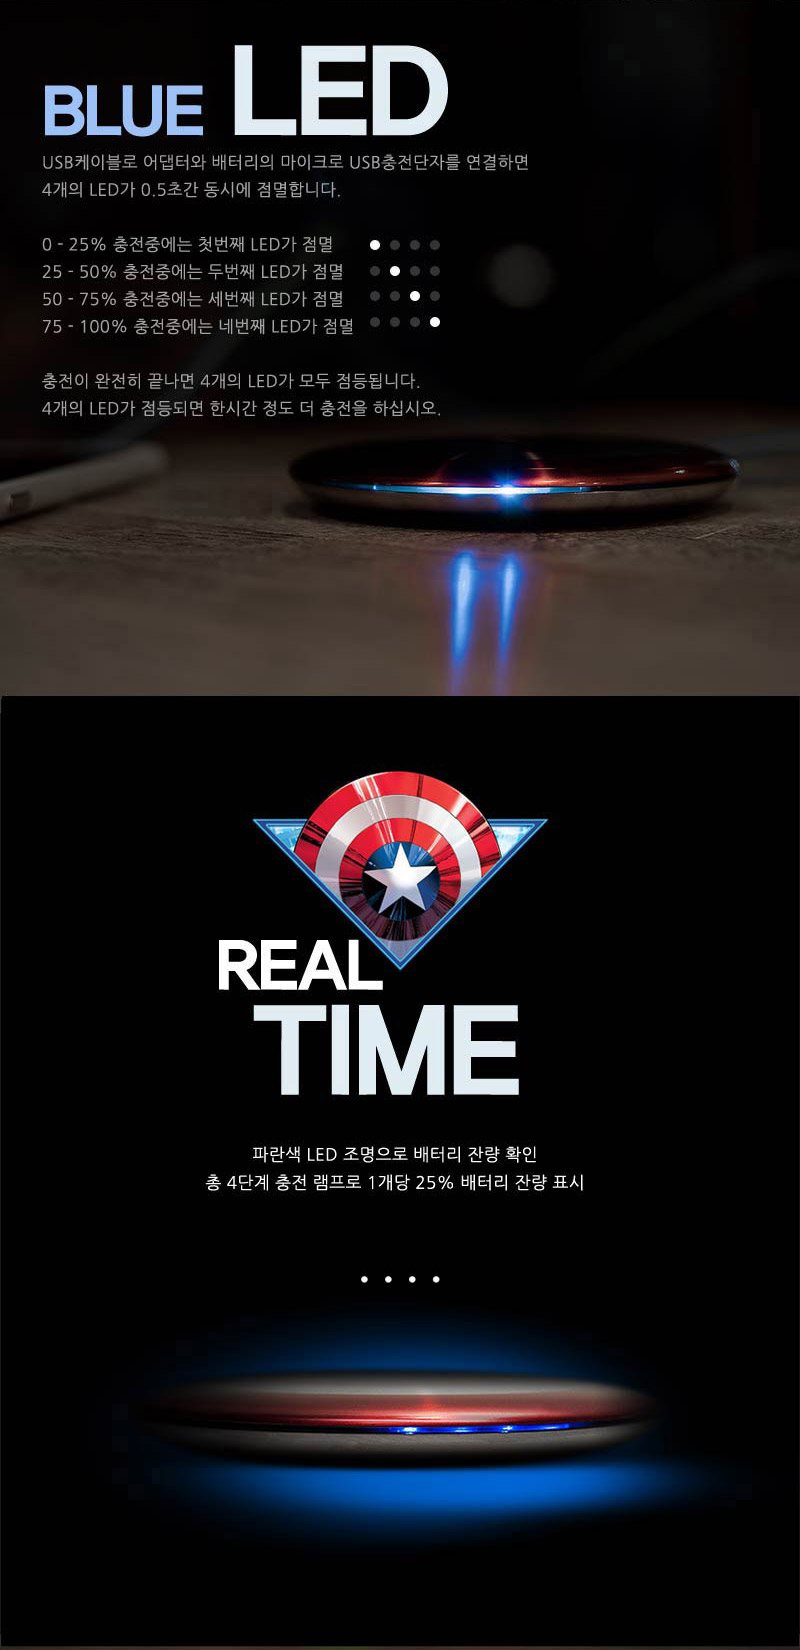 BLUE LED
USB케이블로 어댑터와 배터리의 마이크로 USB충전단자를 연결하면
4개의 LED가 0.5초간 동시에 점멸합니다.
0 - 25% 충전중에는 첫번째 LED가 점멸
25 - 50% 충전중에는 두번째 LED가 점멸
50 - 75% 충전중에는 세번째 LED가 점멸
75 - 100% 충전중에는 네번째 LED가 점멸
충전이 완전히 끝나면 4개의 LED가 모두 점등됩니다.
4개의 LED가 점등되면 한시간 정도 더 충전을 하십시오.
REAL
TIME
파란색 LED 조명으로 배터리 잔량 확인
총 4단계 충전 램프로 1개당 25% 배터리 잔량 표시